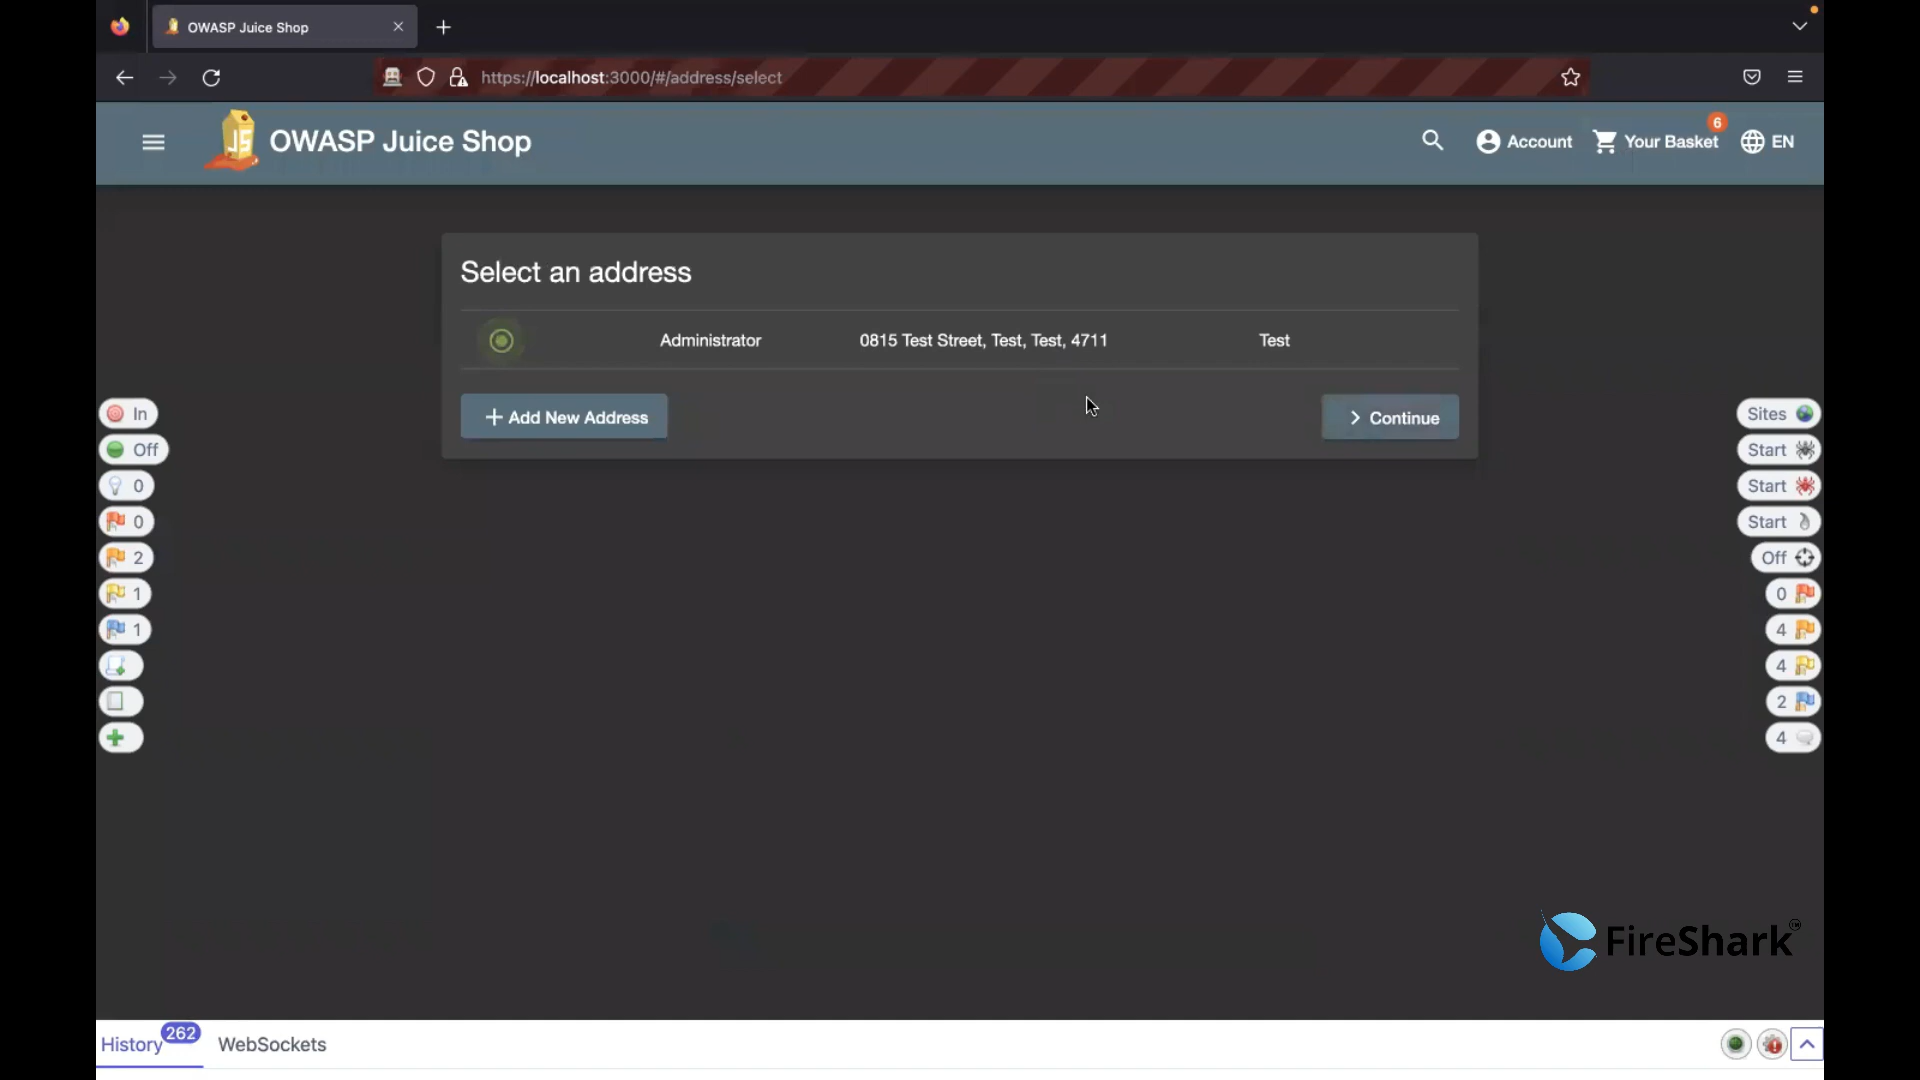 OWASP Juice Shop
https://localhost:3000/#/address/select
JS
OWASP Juice Shop
Account
6
Your Basket
EN
Select an address
Administrator
0815 Test Street, Test, Test, 4711
Test
Add New Address
Continue
In
Off
0
0
2
1
1
Sites
Start
Start
Start
Off
0
4
4
2
4
FireShark
History 262
WebSockets